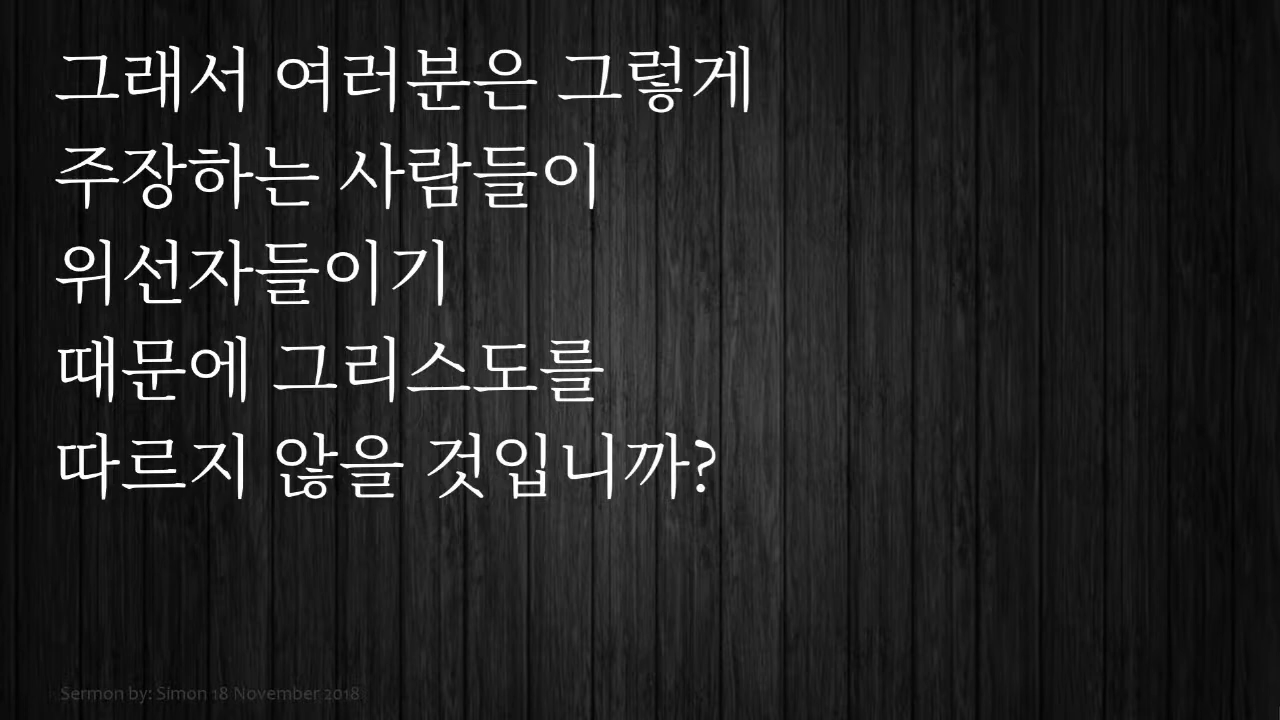 그래서 여러분은 그렇게
주장하는 사람들이
위선자들이기
때문에 그리스도를
따르지 않을 것입니까?
Sermon by: Simon 18 November 2018